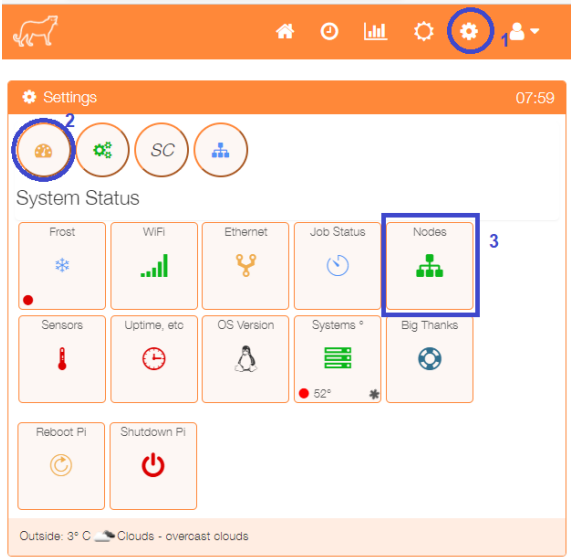 1
Settings 07:59
2
SC
System Status
Frost WiFi Ethernet Job Status Nodes
3
Sensors Uptime, etc OS Version Systems ° Big Thanks
52°
Reboot Pi Shutdown Pi
Outside: 3° C Clouds - overcast clouds